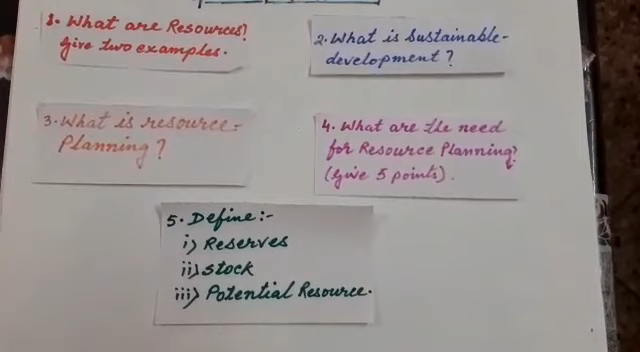 1. What are Resources?
Give two examples.
2. What is Sustainable-
development?
3. What is resource-
Planning?
4. What are the need
for Resource Planning?
(Give 5 points).
5. Define:-
i) Reserves
ii) Stock
iii) Potential Resource.